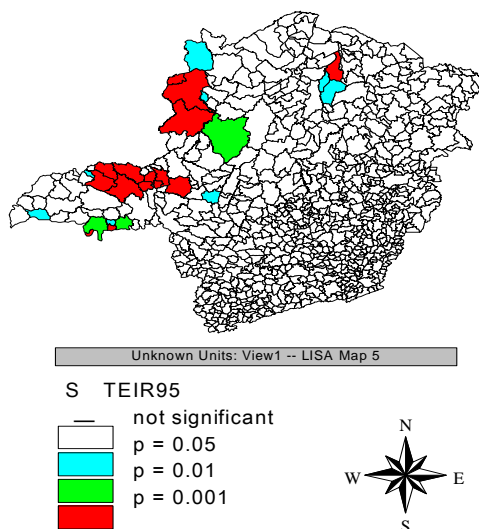 Unknown Units: View1 -- LISA Map 5
S TEIR95
not significant
p = 0.05
p = 0.01
p = 0.001
N
W E
S